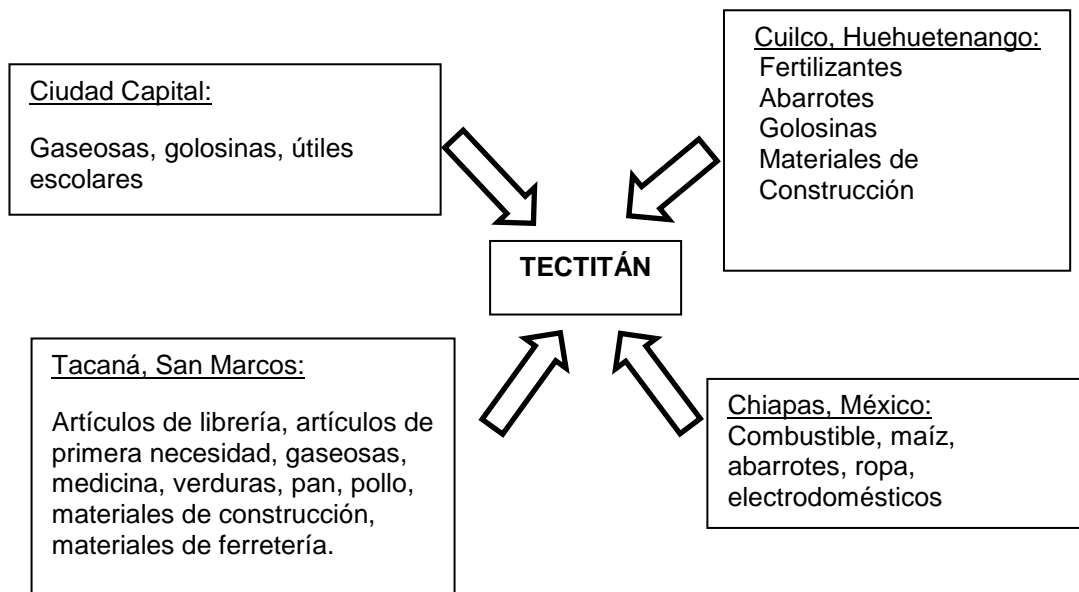 Ciudad Capital:
Gaseosas, golosinas, útiles
escolares
Cuilco, Huehuetenango:
Fertilizantes
Abarrotes
Golosinas
Materiales de
Construcción
TECTITÁN
Tacaná, San Marcos:
Artículos de librería, artículos de
primera necesidad, gaseosas,
medicina, verduras, pan, pollo,
materiales de construcción,
materiales de ferretería.
Chiapas, México:
Combustible, maíz,
abarrotes, ropa,
electrodomésticos